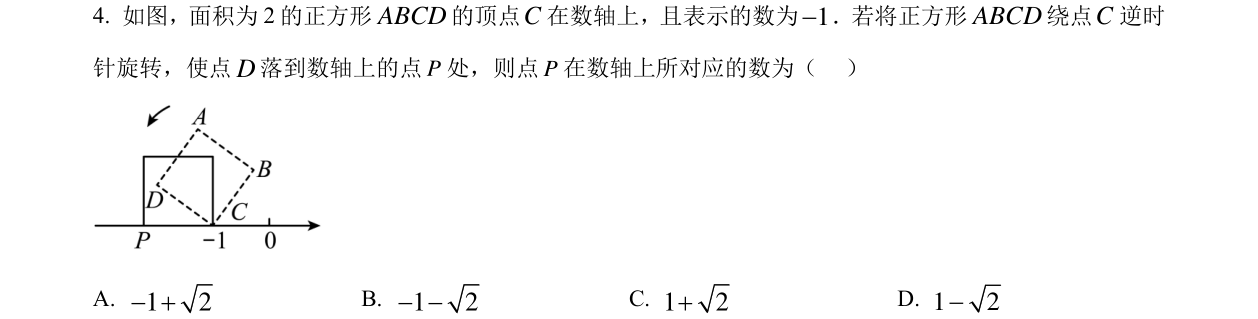 4. 如图，面积为 2 的正方形 ABCD 的顶点 C 在数轴上，且表示的数为 −1．若将正方形 ABCD 绕点 C 逆时
针旋转，使点 D 落到数轴上的点 P 处，则点 P 在数轴上所对应的数为（ ）
A
B
D
C
P −1 0
A. −1+√2 B. −1−√2 C. 1+√2 D. 1−√2